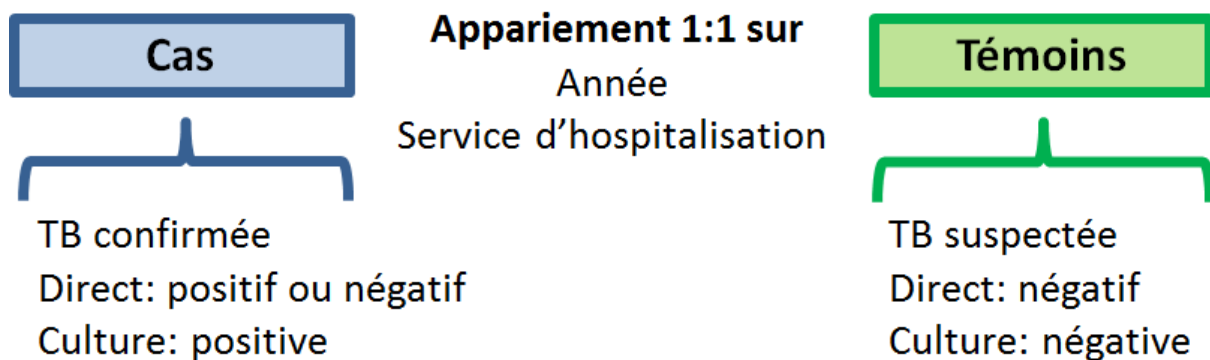 Cas
TB confirmée
Direct: positif ou négatif
Culture: positive
Appariement 1:1 sur
Année
Service d’hospitalisation
Témoins
TB suspectée
Direct: négatif
Culture: négative